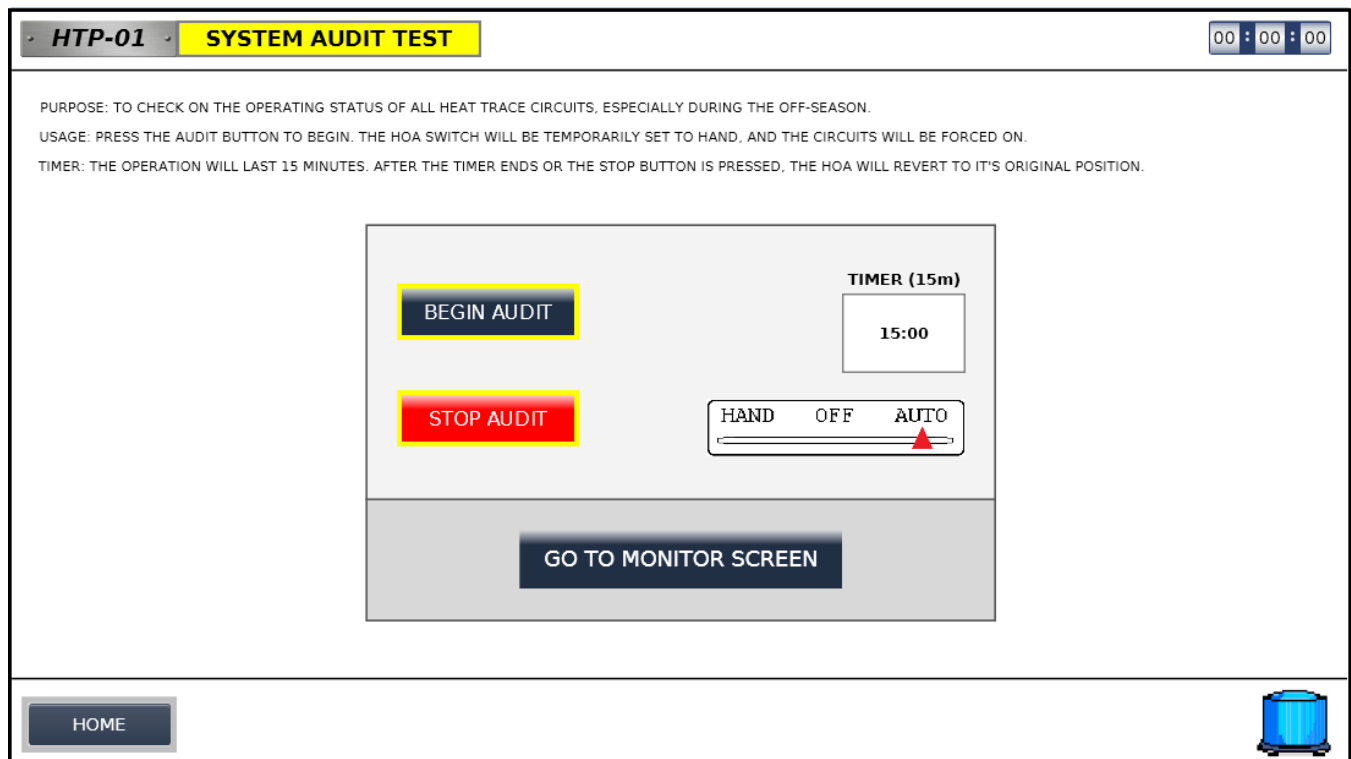 HTP-01
SYSTEM AUDIT TEST
00:00:00
PURPOSE: TO CHECK ON THE OPERATING STATUS OF ALL HEAT TRACE CIRCUITS, ESPECIALLY DURING THE OFF-SEASON.
USAGE: PRESS THE AUDIT BUTTON TO BEGIN. THE HOA SWITCH WILL BE TEMPORARILY SET TO HAND, AND THE CIRCUITS WILL BE FORCED ON.
TIMER: THE OPERATION WILL LAST 15 MINUTES. AFTER THE TIMER ENDS OR THE STOP BUTTON IS PRESSED, THE HOA WILL REVERT TO IT'S ORIGINAL POSITION.
TIMER (15m)
BEGIN AUDIT
15:00
STOP AUDIT
HAND OFF AUTO
GO TO MONITOR SCREEN
HOME